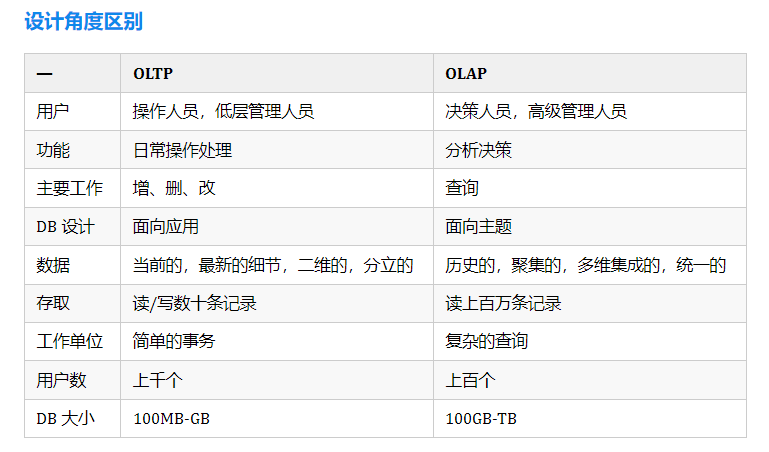 设计角度区别
— OLTP OLAP
用户 操作人员，低层管理人员 决策人员，高级管理人员
功能 日常操作处理 分析决策
主要工作 增、删、改 查询
DB 设计 面向应用 面向主题
数据 当前的，最新的细节，二维的，分立的 历史的，聚集的，多维集成的，统一的
存取 读/写数十条记录 读上百万条记录
工作单位 简单的事务 复杂的查询
用户数 上千个 上百个
DB 大小 100MB-GB 100GB-TB